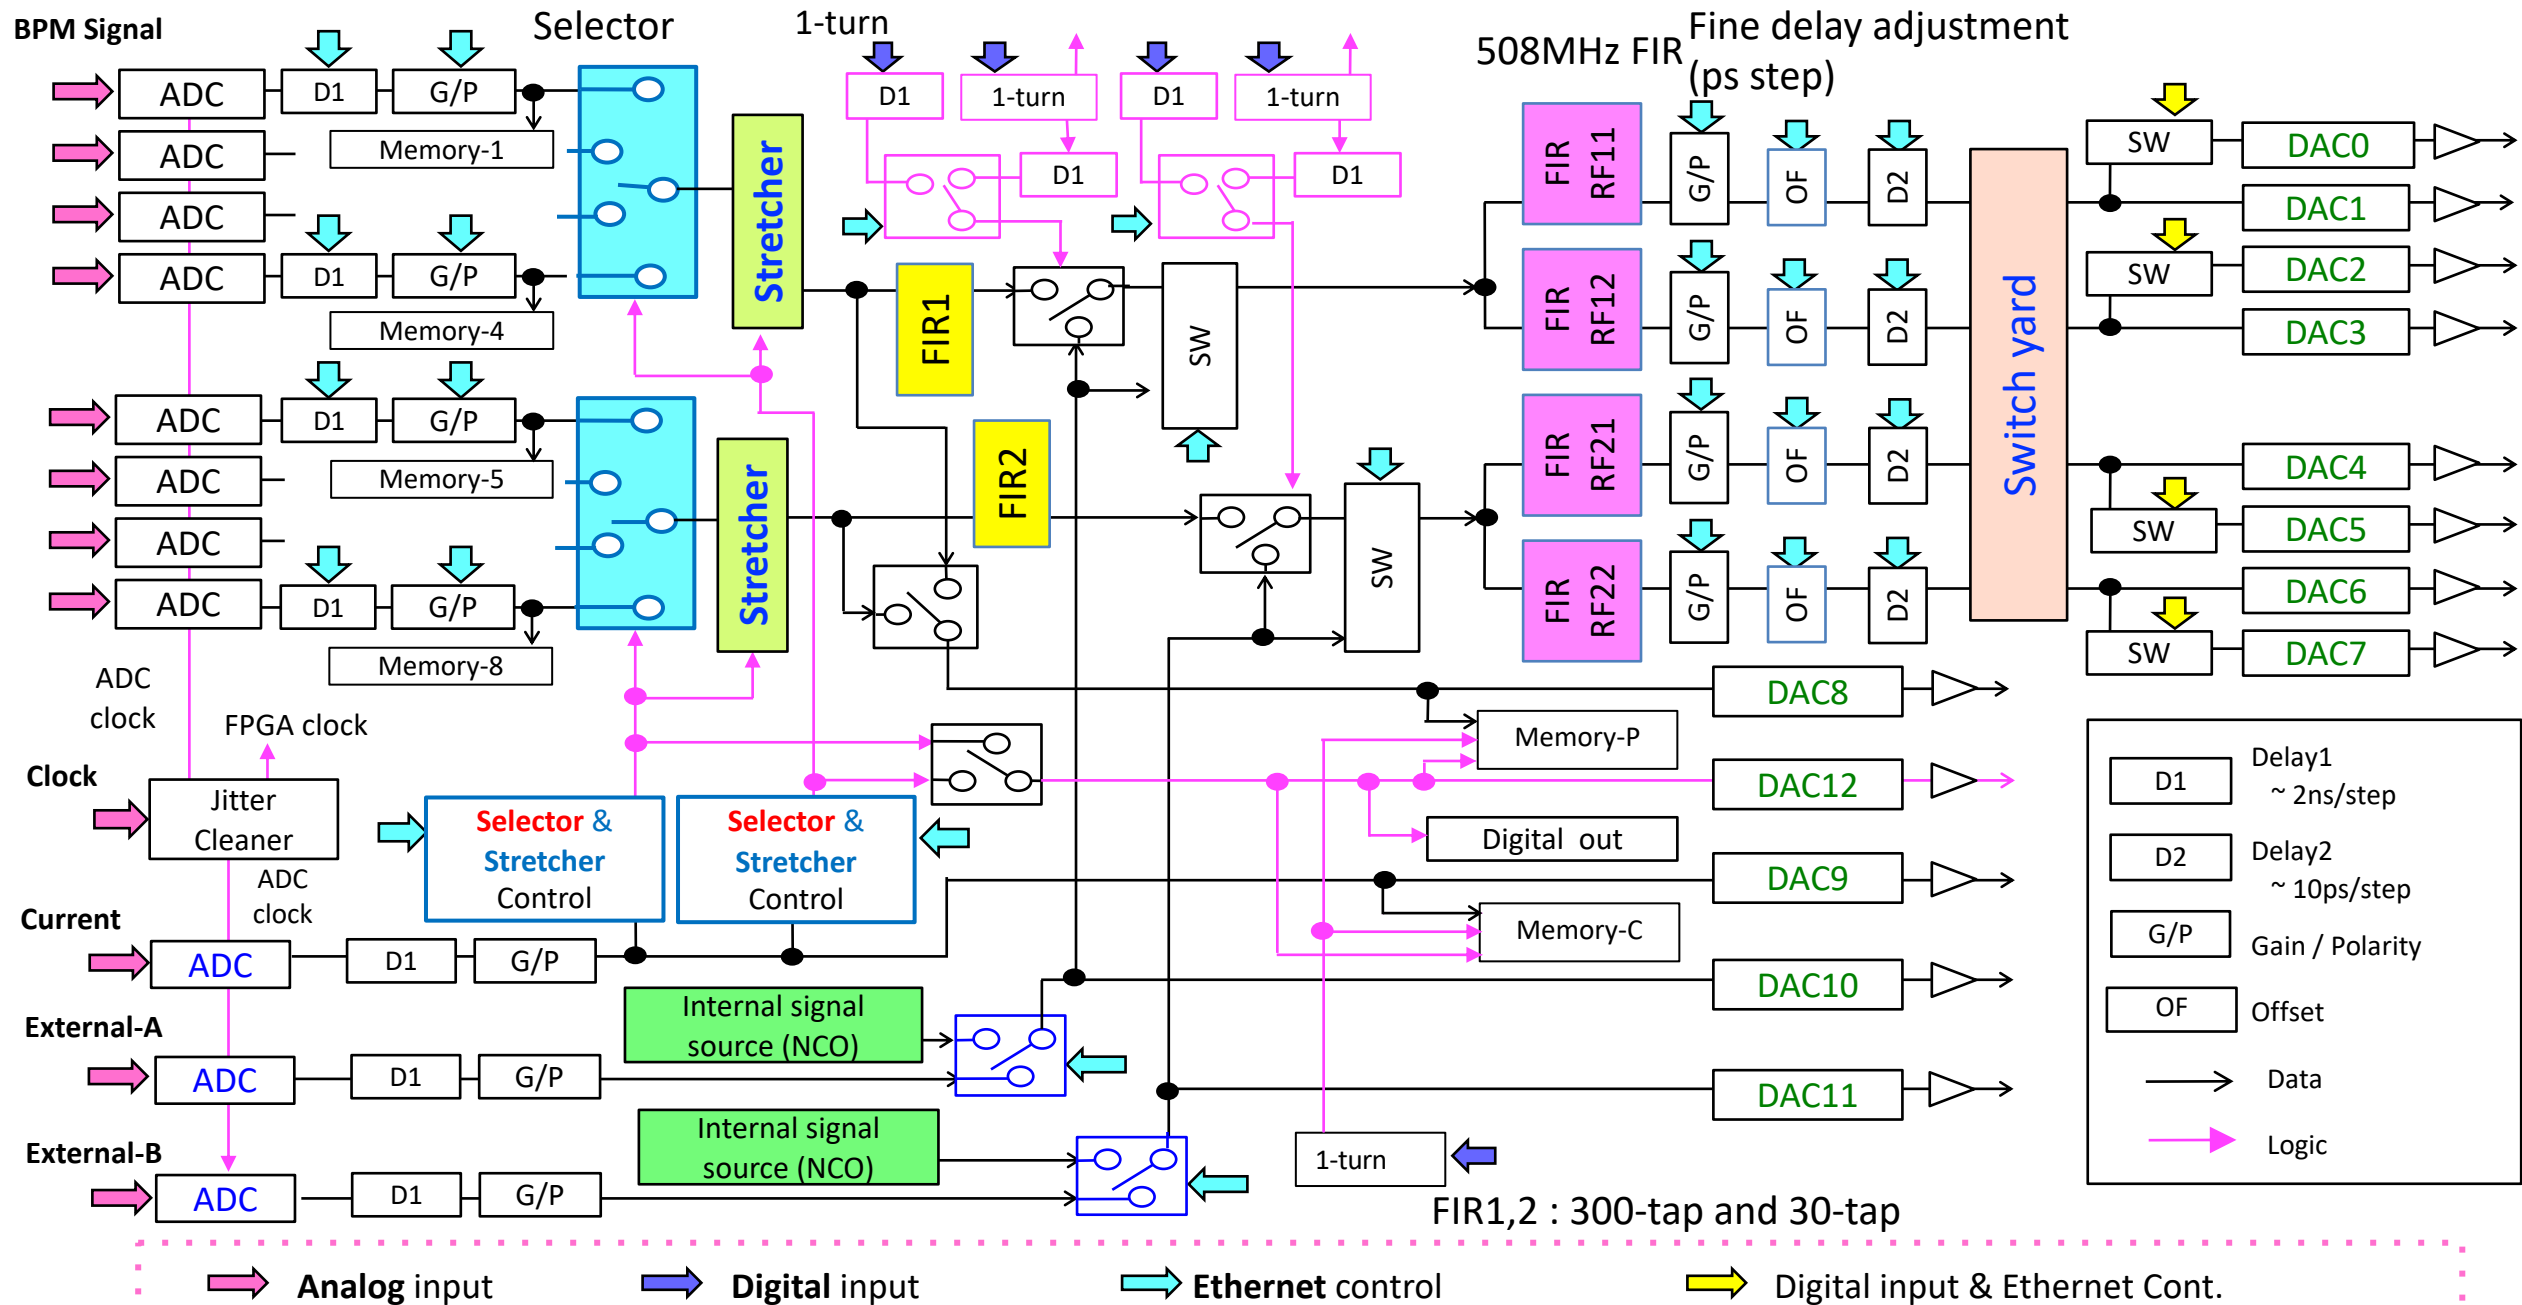 BPM Signal
Selector
1-turn
508MHz FIR
Fine delay adjustment
(ps step)
ADC
D1
G/P
Memory-1
ADC
ADC
ADC
D1
G/P
Memory-4
Stretcher
D1
1-turn
D1
D1
1-turn
D1
FIR1
SW
FIR
RF11
G/P
OF
D2
FIR
RF12
G/P
OF
D2
Switch yard
SW
DAC0
DAC1
SW
DAC2
DAC3
ADC
D1
G/P
Memory-5
ADC
ADC
ADC
D1
G/P
Memory-8
Stretcher
FIR2
SW
FIR
RF21
G/P
OF
D2
FIR
RF22
G/P
OF
D2
DAC4
SW
DAC5
DAC6
SW
DAC7
ADC
clock
FPGA clock
Clock
Jitter
Cleaner
ADC
clock
Selector &
Stretcher
Control
Selector &
Stretcher
Control
DAC8
Memory-P
DAC12
Digital out
DAC9
Memory-C
DAC10
DAC11
Current
ADC
D1
G/P
Internal signal
source (NCO)
External-A
ADC
D1
G/P
Internal signal
source (NCO)
External-B
ADC
D1
G/P
1-turn
FIR1,2 : 300-tap and 30-tap
D1
Delay1
~ 2ns/step
D2
Delay2
~ 10ps/step
G/P
Gain / Polarity
OF
Offset
Data
Logic
Analog input
Digital input
Ethernet control
Digital input & Ethernet Cont.